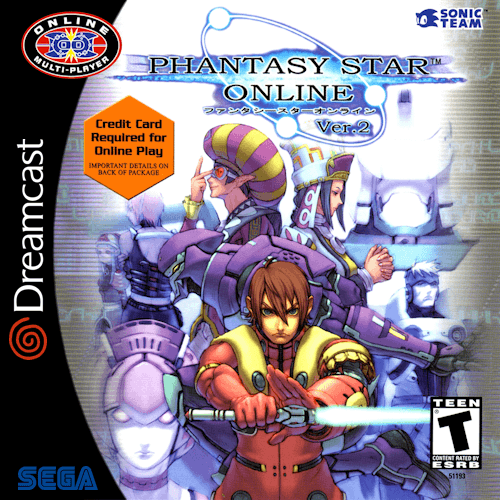 ONLINE
MULTI-PLAYER
SONIC
TEAM
PHANTASY STAR™
ONLINE
ファンタシースターオンライン
Ver.2
Credit Card
Required for
Online Play
IMPORTANT DETAILS ON
BACK OF PACKAGE
Dreamcast
SEGA
TEEN
T
CONTENT RATED BY
ESRB
51193